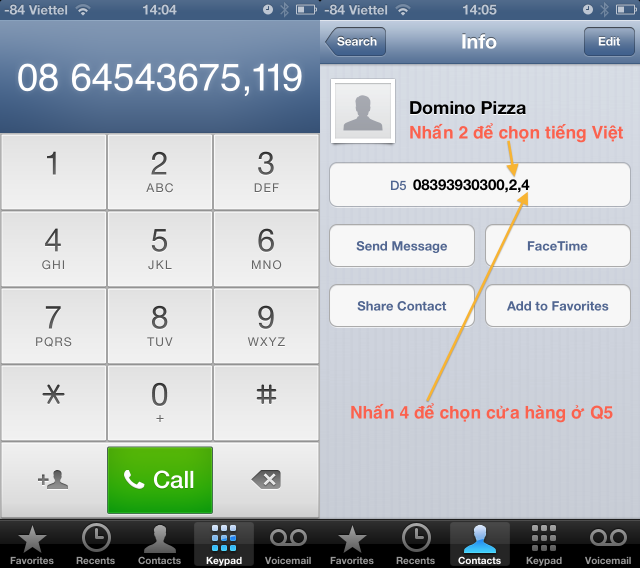 -84 Viettel 14:04
08 64543675,119
1
2
ABC
3
DEF
4
GHI
5
JKL
6
MNO
7
PQRS
8
TUV
9
WXYZ
*
0
+
#
+
Call
Favorites Recents Contacts Keypad Voicemail
-84 Viettel 14:05
Search Info Edit
Domino Pizza
Nhấn 2 để chọn tiếng Việt
D5 08393930300,2,4
Send Message FaceTime
Share Contact Add to Favorites
Nhấn 4 để chọn cửa hàng ở Q5
Favorites Recents Contacts Keypad Voicemail